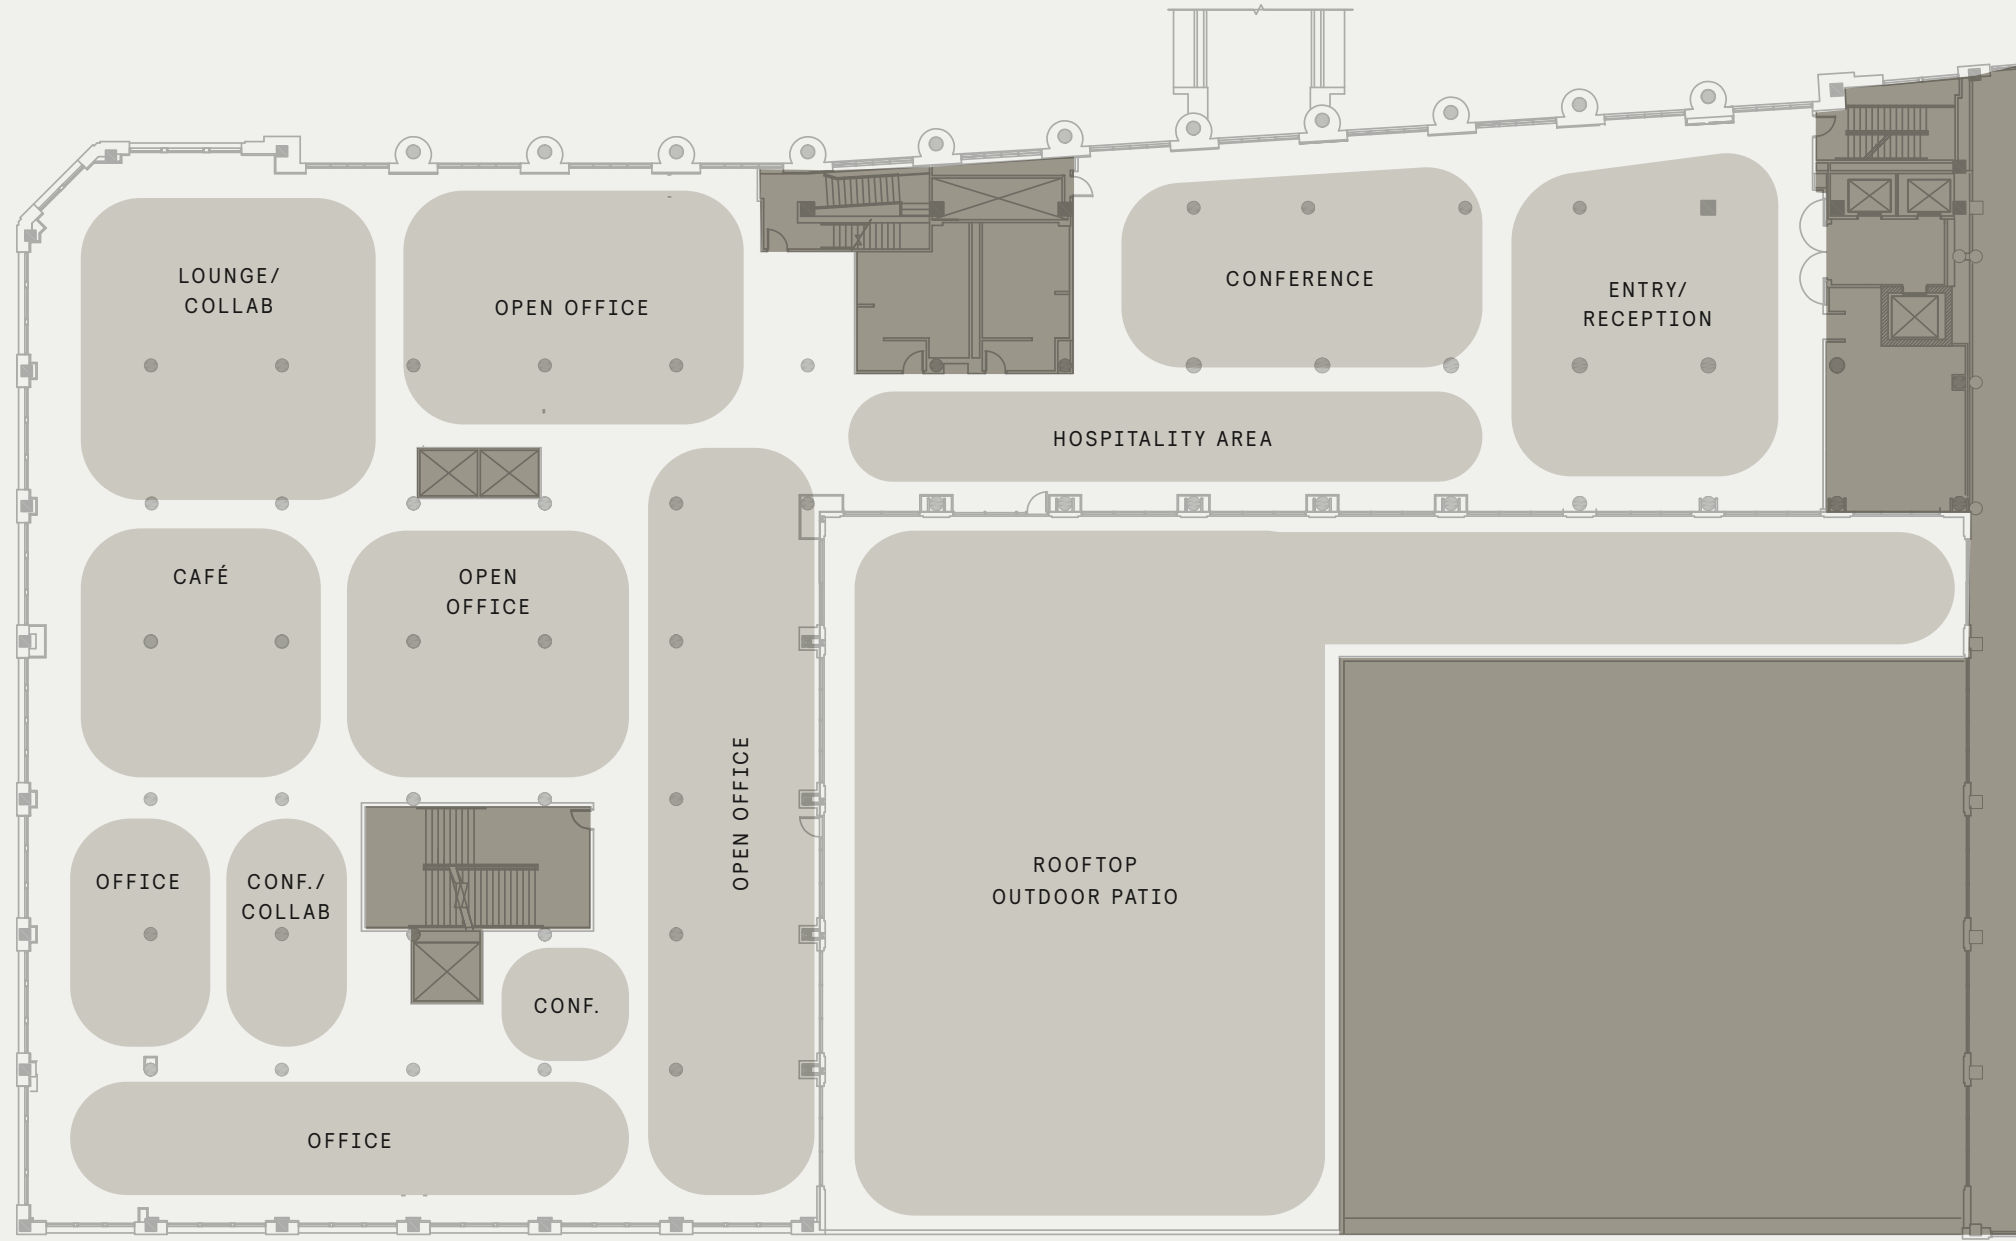 LOUNGE/
COLLAB
OPEN OFFICE
CONFERENCE
ENTRY/
RECEPTION
HOSPITALITY AREA
CAFÉ
OPEN
OFFICE
OPEN OFFICE
ROOFTOP
OUTDOOR PATIO
OFFICE
CONF./
COLLAB
CONF.
OFFICE